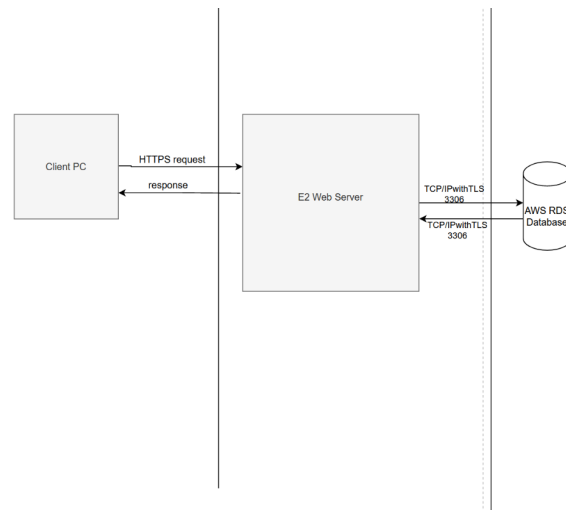 Client PC
HTTPS request
response
E2 Web Server
TCP/IPwithTLS
3306
TCP/IPwithTLS
3306
AWS RDS
Database